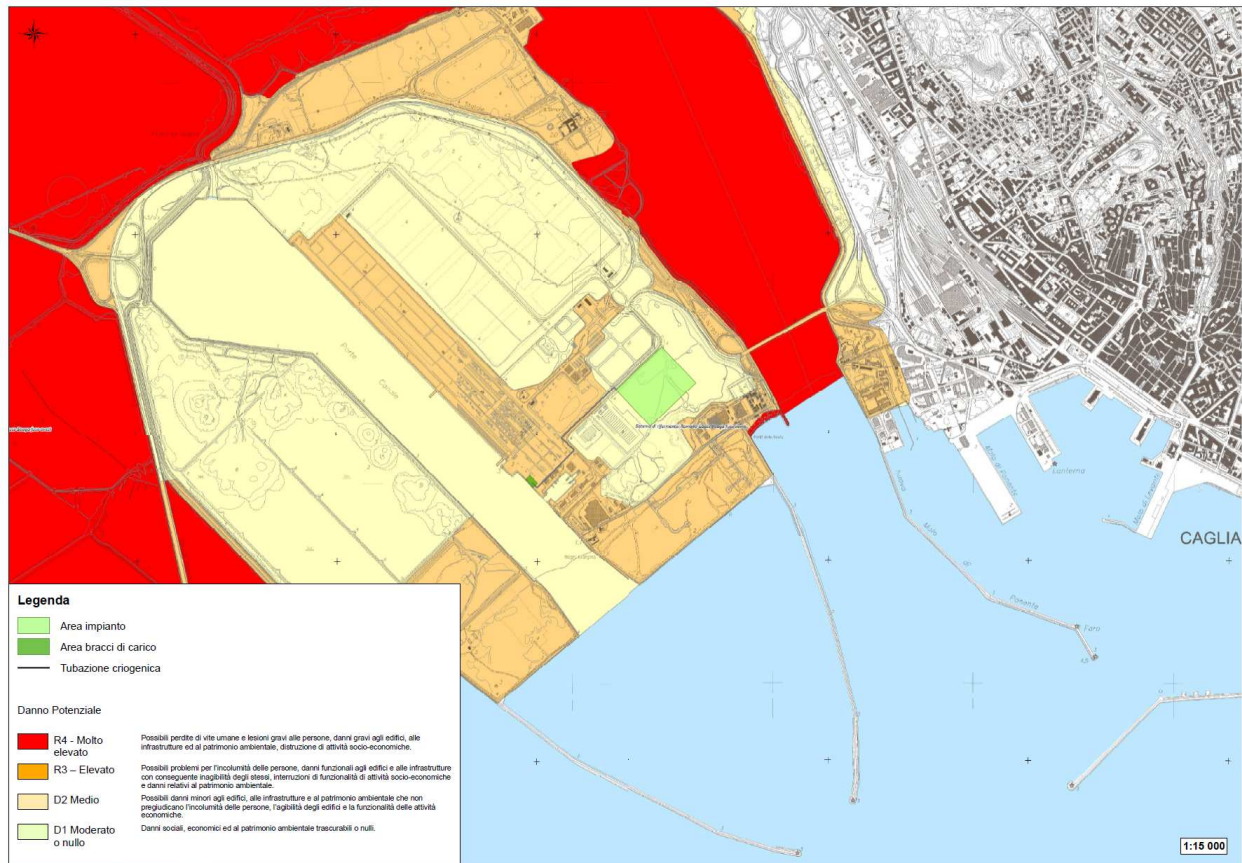 Porto
Canale
Lanterna
Molo di Ponente
Molo di Levante
CAGLIA
Molo
Ponente
Faro
Legenda
Area impianto
Area bracci di carico
Tubazione criogenica
Danno Potenziale
R4 - Molto
elevato
Possibili perdite di vite umane e lesioni gravi alle persone, danni gravi agli edifici, alle
infrastrutture ed al patrimonio ambientale, distruzione di attività socio-economiche.
R3 – Elevato
Possibili problemi per l'incolumità delle persone, danni funzionali agli edifici e alle infrastrutture
con conseguente inagibilità degli stessi, interruzioni di funzionalità di attività socio-economiche
e danni relativi al patrimonio ambientale.
D2 Medio
Possibili danni minori agli edifici, alle infrastrutture e al patrimonio ambientale che non
pregiudicano l'incolumità delle persone, l'agibilità degli edifici e la funzionalità delle attività
economiche.
D1 Moderato
o nullo
Danni sociali, economici ed al patrimonio ambientale trascurabili o nulli.
1:15 000